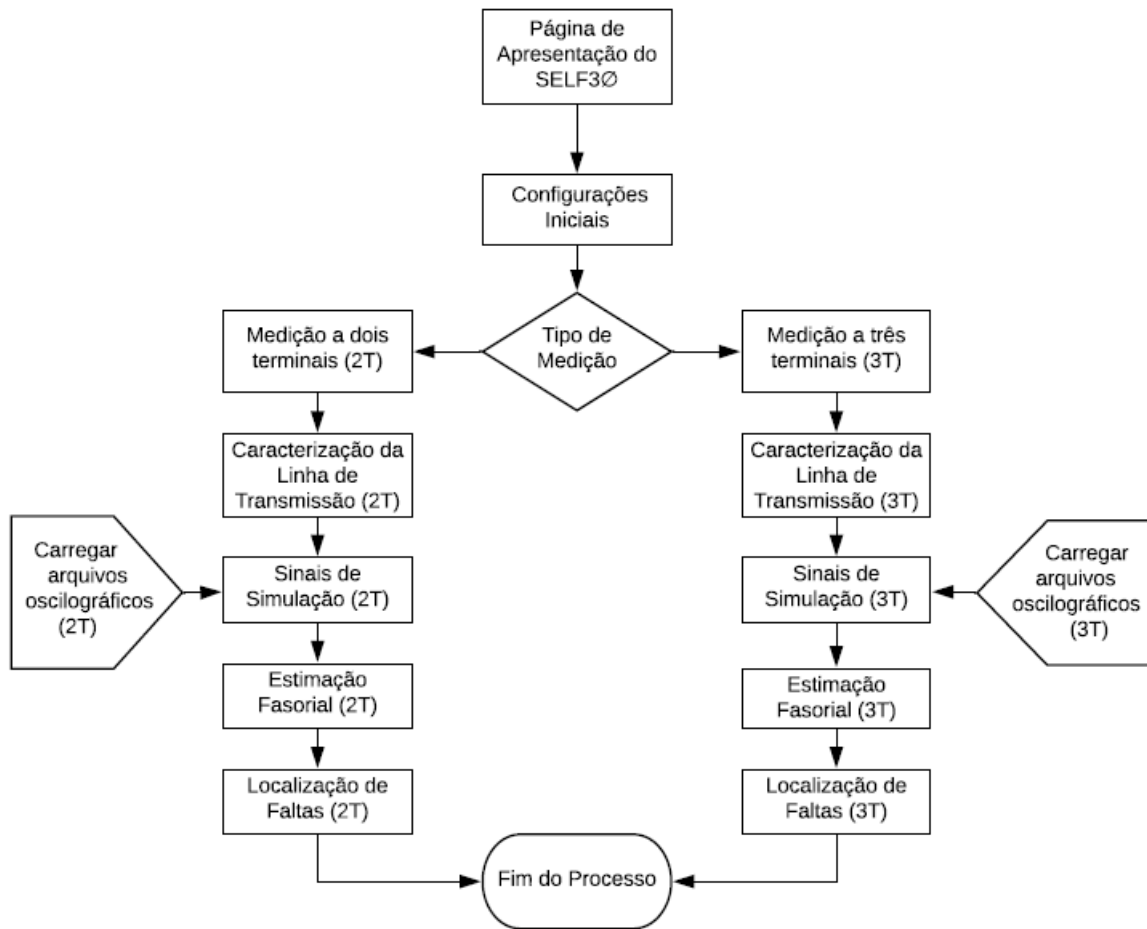 Página de
Apresentação do
SELF3∅
Configurações
Iniciais
Tipo de
Medição
Medição a dois
terminais (2T)
Medição a três
terminais (3T)
Caracterização da
Linha de
Transmissão (2T)
Caracterização da
Linha de
Transmissão (3T)
Carregar
arquivos
oscilográficos
(2T)
Sinais de
Simulação (2T)
Sinais de
Simulação (3T)
Carregar
arquivos
oscilográficos
(3T)
Estimação
Fasorial (2T)
Estimação
Fasorial (3T)
Localização de
Faltas (2T)
Localização de
Faltas (3T)
Fim do Processo